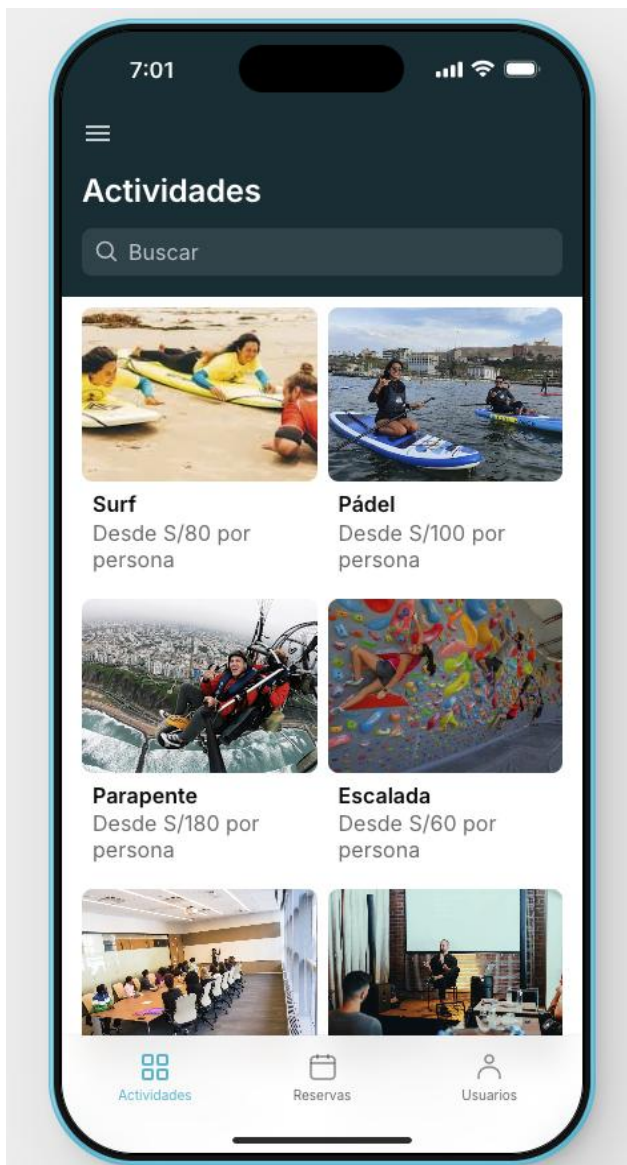 7:01
Actividades
Buscar
Surf
Desde S/80 por
persona
Pádel
Desde S/100 por
persona
Parapente
Desde S/180 por
persona
Escalada
Desde S/60 por
persona
Actividades
Reservas
Usuarios